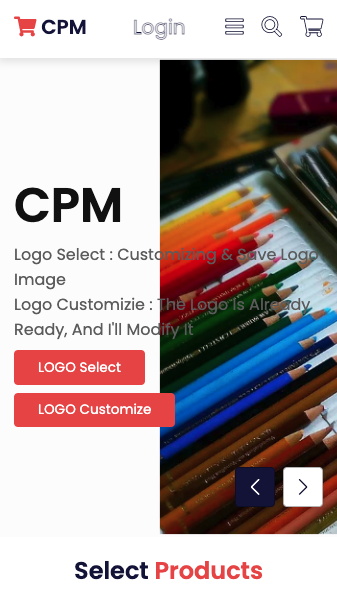 CPM
Login
CPM
Logo Select : Customizing & Save Logo
Image
Logo Customizie : The Logo Is Already
Ready, And I'll Modify It
LOGO Select
LOGO Customize
Select Products